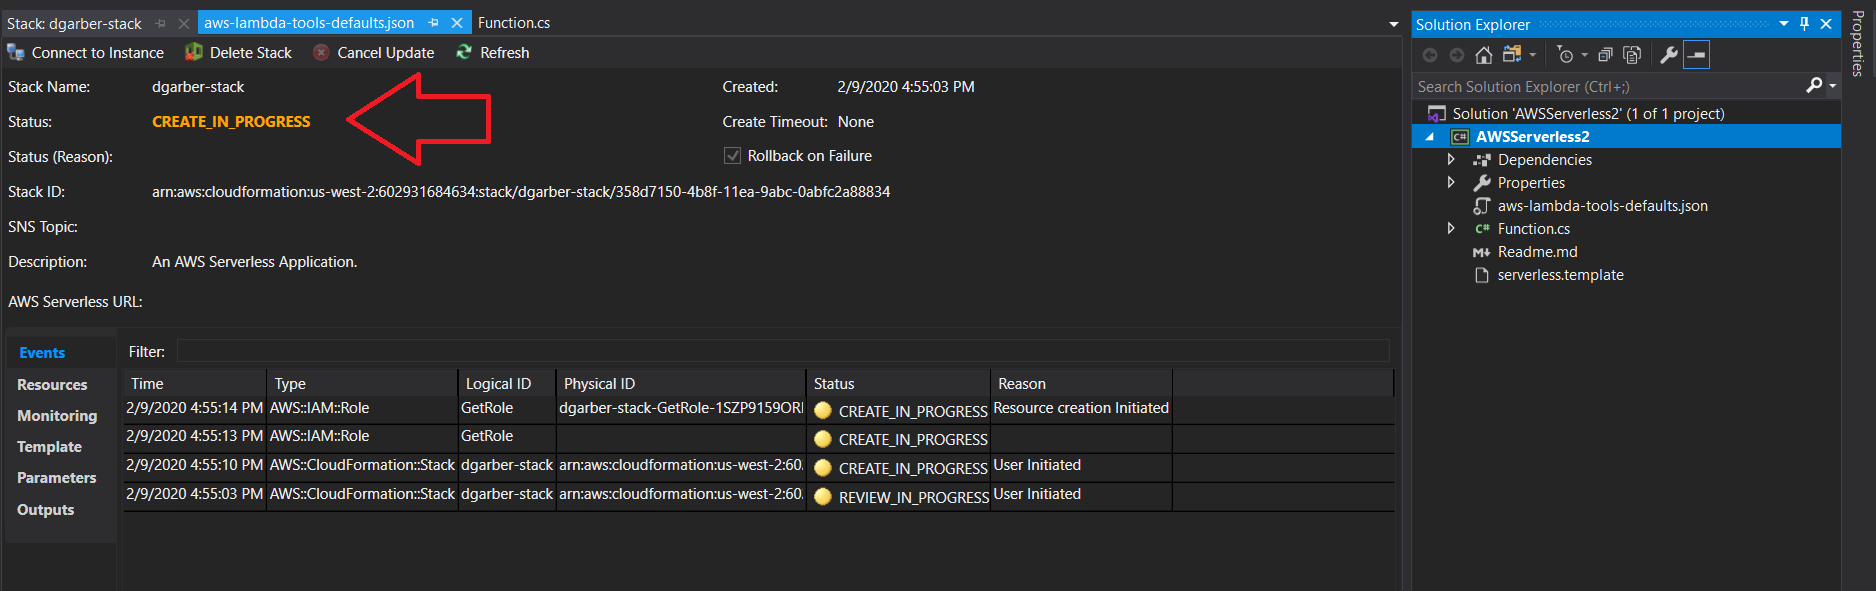 Stack: dgarber-stack
aws-lambda-tools-defaults.json
Function.cs
Connect to Instance
Delete Stack
Cancel Update
Refresh
Stack Name: dgarber-stack
Created: 2/9/2020 4:55:03 PM
Status: CREATE_IN_PROGRESS
Create Timeout: None
Status (Reason):
Rollback on Failure
Stack ID: arn:aws:cloudformation:us-west-2:602931684634:stack/dgarber-stack/358d7150-4b8f-11ea-9abc-0abfc2a88834
SNS Topic:
Description: An AWS Serverless Application.
AWS Serverless URL:
Events
Resources
Monitoring
Template
Parameters
Outputs
Filter:
Time Type Logical ID Physical ID Status Reason
2/9/2020 4:55:14 PM AWS::IAM::Role GetRole dgarber-stack-GetRole-1SZP9159ORI CREATE_IN_PROGRESS Resource creation Initiated
2/9/2020 4:55:13 PM AWS::IAM::Role GetRole CREATE_IN_PROGRESS
2/9/2020 4:55:10 PM AWS::CloudFormation::Stack dgarber-stack arn:aws:cloudformation:us-west-2:60. CREATE_IN_PROGRESS User Initiated
2/9/2020 4:55:03 PM AWS::CloudFormation::Stack dgarber-stack arn:aws:cloudformation:us-west-2:60. REVIEW_IN_PROGRESS User Initiated
Solution Explorer
Search Solution Explorer (Ctrl+;)
Solution 'AWSServerless2' (1 of 1 project)
C# AWSServerless2
Dependencies
Properties
aws-lambda-tools-defaults.json
C# Function.cs
M↓ Readme.md
serverless.template
Properties